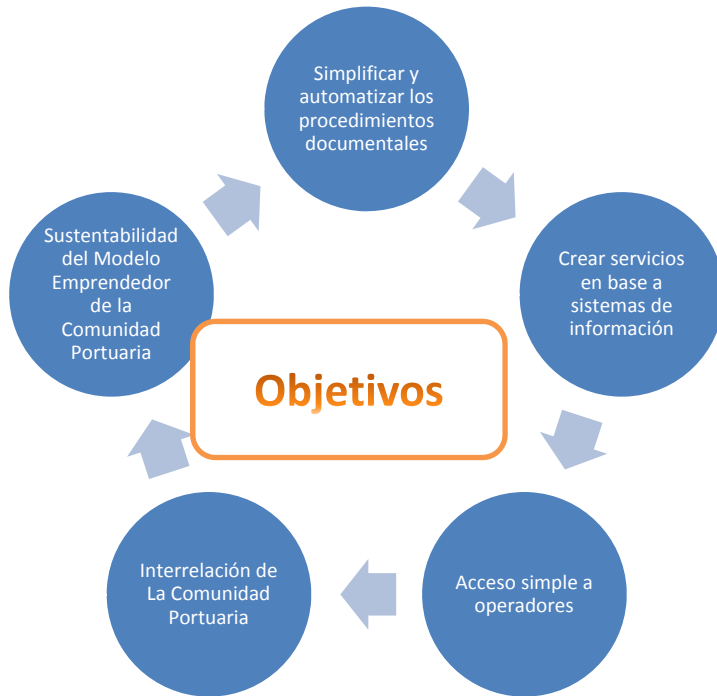 Simplificar y
automatizar los
procedimientos
documentales
Crear servicios
en base a
sistemas de
información
Acceso simple a
operadores
Interrelación de
La Comunidad
Portuaria
Sustentabilidad
del Modelo
Emprendedor
de la
Comunidad
Portuaria
Objetivos